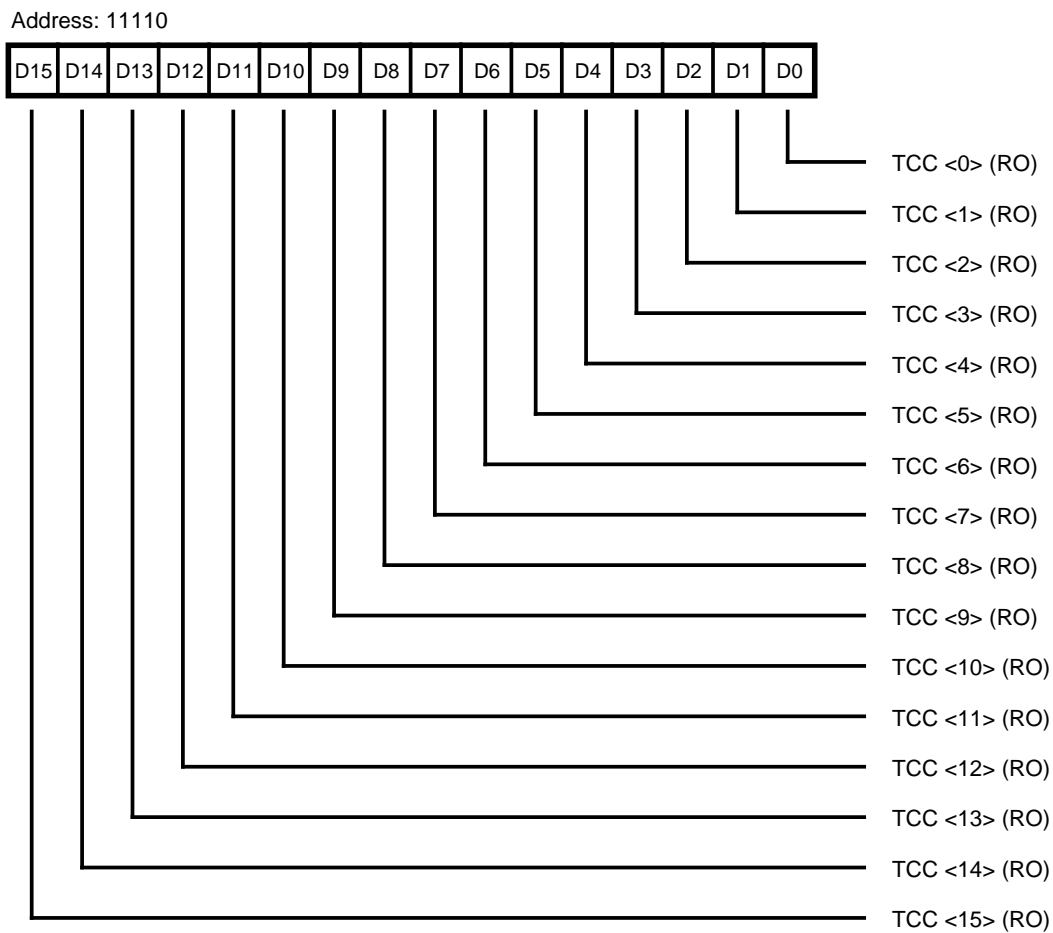 Address: 11110
D15 D14 D13 D12 D11 D10 D9 D8 D7 D6 D5 D4 D3 D2 D1 D0
TCC <0> (RO)
TCC <1> (RO)
TCC <2> (RO)
TCC <3> (RO)
TCC <4> (RO)
TCC <5> (RO)
TCC <6> (RO)
TCC <7> (RO)
TCC <8> (RO)
TCC <9> (RO)
TCC <10> (RO)
TCC <11> (RO)
TCC <12> (RO)
TCC <13> (RO)
TCC <14> (RO)
TCC <15> (RO)